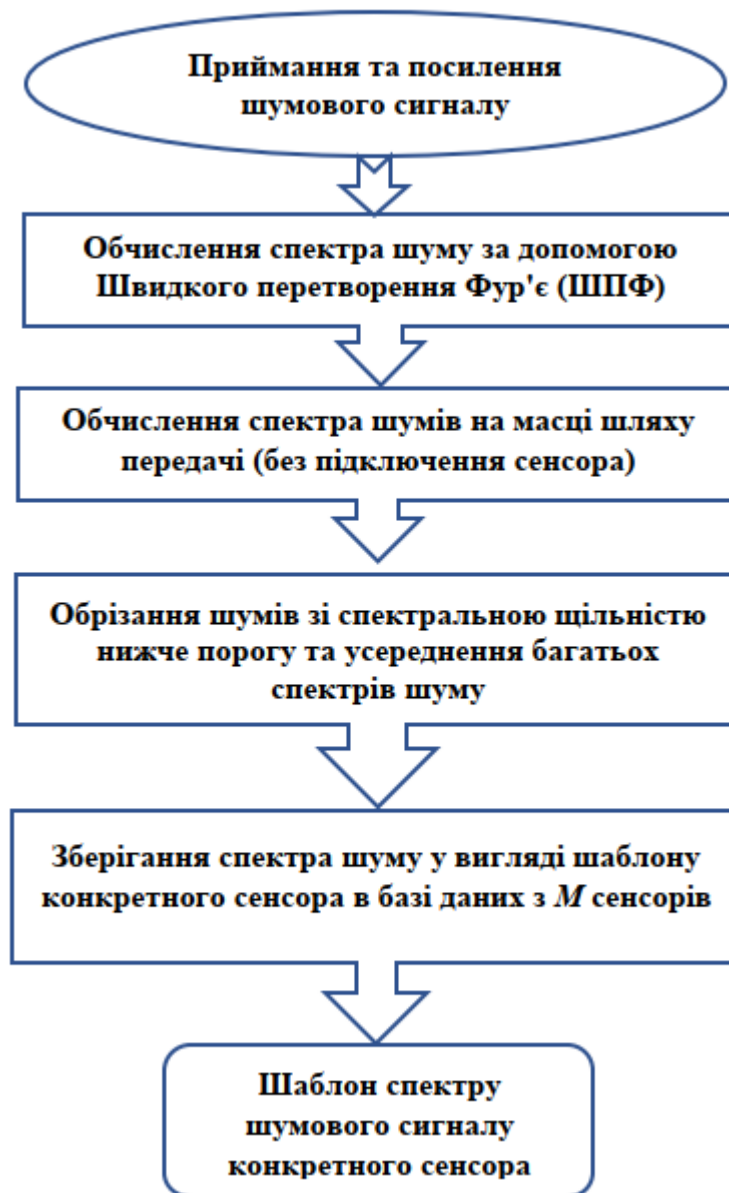 Приймання та посилення
шумового сигналу
Обчислення спектра шуму за допомогою
Швидкого перетворення Фур'є (ШПФ)
Обчислення спектра шумів на масці шляху
передачі (без підключення сенсора)
Обрізання шумів зі спектральною щільністю
нижче порогу та усереднення багатьох
спектрів шуму
Зберігання спектра шуму у вигляді шаблону
конкретного сенсора в базі даних з M сенсорів
Шаблон спектру
шумового сигналу
конкретного сенсора